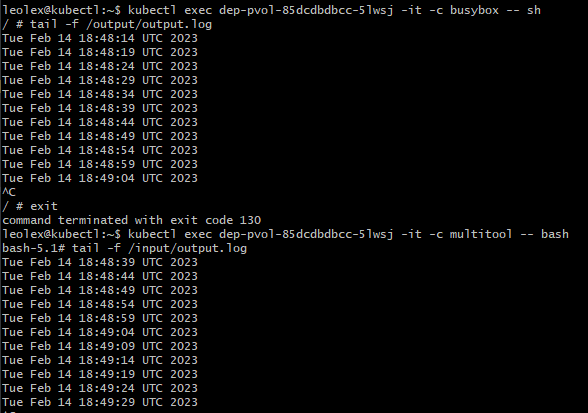 leolex@kubectl:~$ kubectl exec dep-pvol-85dcdbdbcc-5lwsj -it -c busybox -- sh
/ # tail -f /output/output.log
Tue Feb 14 18:48:14 UTC 2023
Tue Feb 14 18:48:19 UTC 2023
Tue Feb 14 18:48:24 UTC 2023
Tue Feb 14 18:48:29 UTC 2023
Tue Feb 14 18:48:34 UTC 2023
Tue Feb 14 18:48:39 UTC 2023
Tue Feb 14 18:48:44 UTC 2023
Tue Feb 14 18:48:49 UTC 2023
Tue Feb 14 18:48:54 UTC 2023
Tue Feb 14 18:48:59 UTC 2023
Tue Feb 14 18:49:04 UTC 2023
^C
/ # exit
command terminated with exit code 130
leolex@kubectl:~$ kubectl exec dep-pvol-85dcdbdbcc-5lwsj -it -c multitool -- bash
bash-5.1# tail -f /input/output.log
Tue Feb 14 18:48:39 UTC 2023
Tue Feb 14 18:48:44 UTC 2023
Tue Feb 14 18:48:49 UTC 2023
Tue Feb 14 18:48:54 UTC 2023
Tue Feb 14 18:48:59 UTC 2023
Tue Feb 14 18:49:04 UTC 2023
Tue Feb 14 18:49:09 UTC 2023
Tue Feb 14 18:49:14 UTC 2023
Tue Feb 14 18:49:19 UTC 2023
Tue Feb 14 18:49:24 UTC 2023
Tue Feb 14 18:49:29 UTC 2023